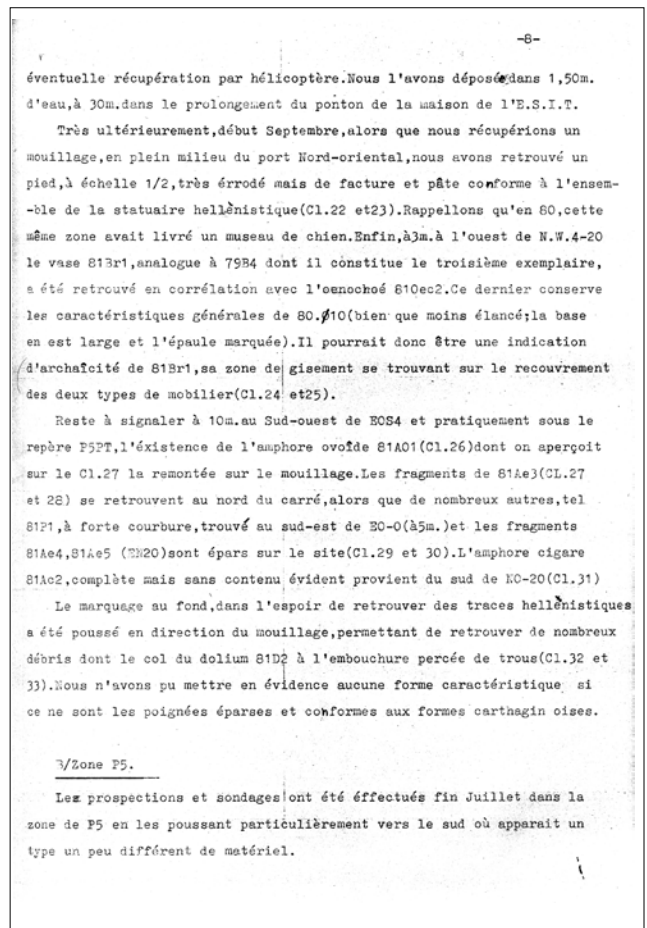 -8-
éventuelle récupération par hélicoptère.Nous l'avons déposée dans 1,50m.
d'eau,à 30m.dans le prolongement du ponton de la maison de l'E.S.I.T.
Très ultérieurement,début Septembre,alors que nous récupérions un
mouillage,en plein milieu du port Nord-oriental,nous avons retrouvé un
pied,à échelle 1/2,très érrodé mais de facture et pâte conforme à l'ensem-
-ble de la statuaire hellènistique(Cl.22 et23).Rappellons qu'en 80,cette
même zone avait livré un museau de chien.Enfin,à3m.à l'ouest de N.W.4-20
le vase 81Br1,analogue à 79B4 dont il constitue le troisième exemplaire,
a été retrouvé en corrélation avec l'oenochoé 81Oec2.Ce dernier conserve
les caractéristiques générales de 80.Ø10(bien que moins élancé;la base
en est large et l'épaule marquée).Il pourrait donc être une indication
d'archaîcité de 81Br1,sa zone de gisement se trouvant sur le recouvrement
des deux types de mobilier(Cl.24 et25).
Reste à signaler à 10m.au Sud-ouest de EOS4 et pratiquement sous le
repère P5PT,l'éxistence de l'amphore ovoîde 81AO1(Cl.26)dont on aperçoit
sur le Cl.27 la remontée sur le mouillage.Les fragments de 81Ae3(CL.27
et 28) se retrouvent au nord du carré,alors que de nombreux autres,tel
81P1,à forte courbure,trouvé au sud-est de EO-0(à5m.)et les fragments
81Ae4,81Ae5 (EN20)sont épars sur le site(Cl.29 et 30).L'amphore cigare
81Ac2,complète mais sans contenu évident provient du sud de NO-20(Cl.31)
Le marquage au fond,dans l'espoir de retrouver des traces hellènistiques
a été poussé en direction du mouillage,permettant de retrouver de nombreux
débris dont le col du dolium 81D2 à l'embouchure percée de trous(Cl.32 et
33).Nous n'avons pu mettre en évidence aucune forme caractéristique si
ce ne sont les poignées éparses et conformes aux formes carthagin oises.
3/Zone P5.
Les prospections et sondages ont été éffectués fin Juillet dans la
zone de P5 en les poussant particulièrement vers le sud où apparait un
type un peu différent de matériel.